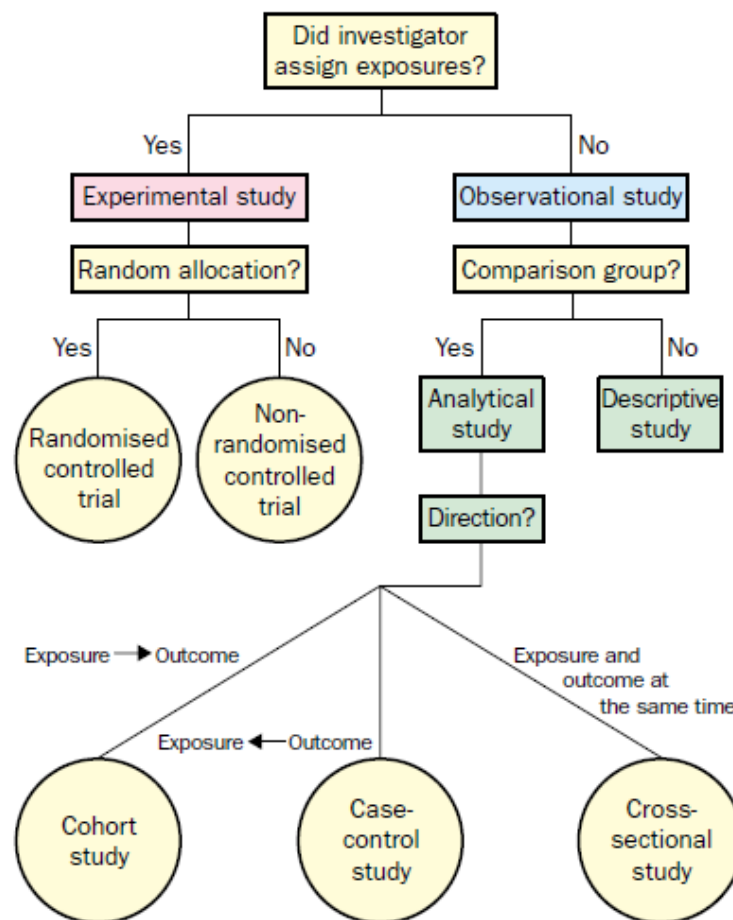 Did investigator
assign exposures?
Yes
No
Experimental study
Observational study
Random allocation?
Comparison group?
Yes
No
Yes
No
Randomised
controlled
trial
Non-
randomised
controlled
trial
Analytical
study
Descriptive
study
Direction?
Exposure → Outcome
Exposure ← Outcome
Exposure and
outcome at
the same time
Cohort
study
Case-
control
study
Cross-
sectional
study